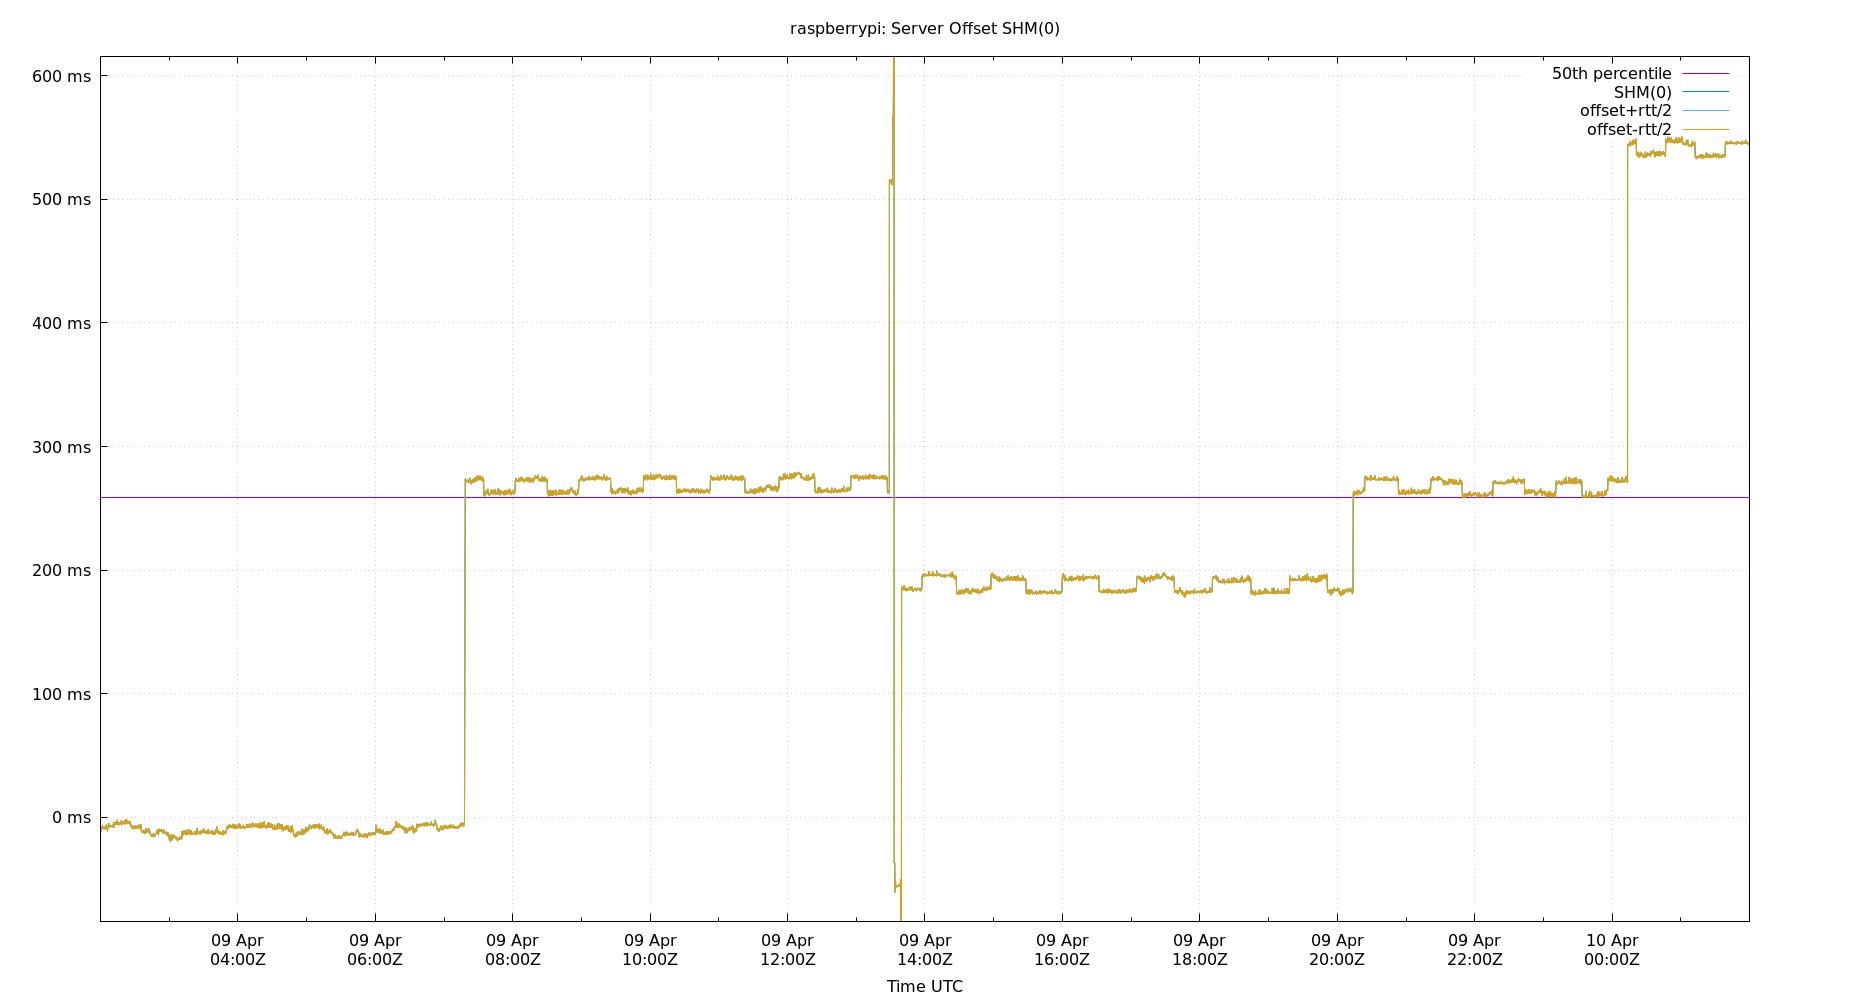 raspberrypi: Server Offset SHM(0)
600 ms
500 ms
400 ms
300 ms
200 ms
100 ms
0 ms
50th percentile
SHM(0)
offset+rtt/2
offset-rtt/2
09 Apr 04:00Z
09 Apr 06:00Z
09 Apr 08:00Z
09 Apr 10:00Z
09 Apr 12:00Z
09 Apr 14:00Z
09 Apr 16:00Z
09 Apr 18:00Z
09 Apr 20:00Z
09 Apr 22:00Z
10 Apr 00:00Z
Time UTC